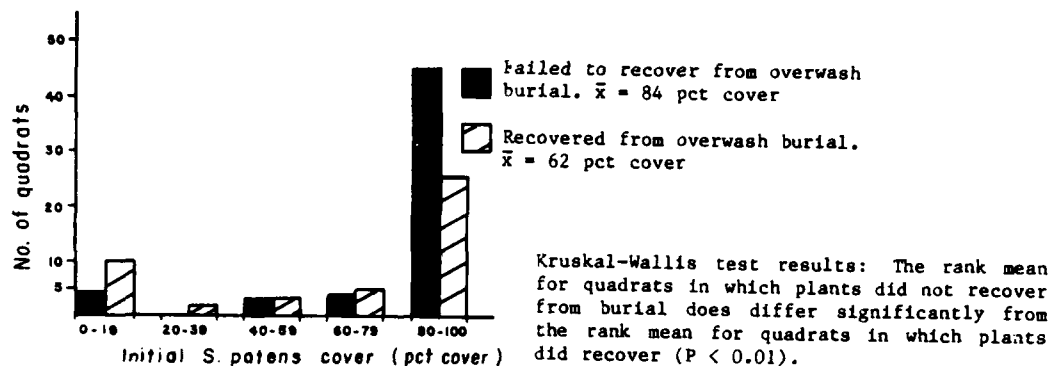 50
40
30
20
10
5
No. of quadrats
0-19 20-39 40-59 60-79 80-100
Initial S. patens cover (pct cover)
Failed to recover from overwash
burial. x̄ = 84 pct cover
Recovered from overwash burial.
x̄ = 62 pct cover
Kruskal-Wallis test results: The rank mean
for quadrats in which plants did not recover
from burial does differ significantly from
the rank mean for quadrats in which plants
did recover (P < 0.01).